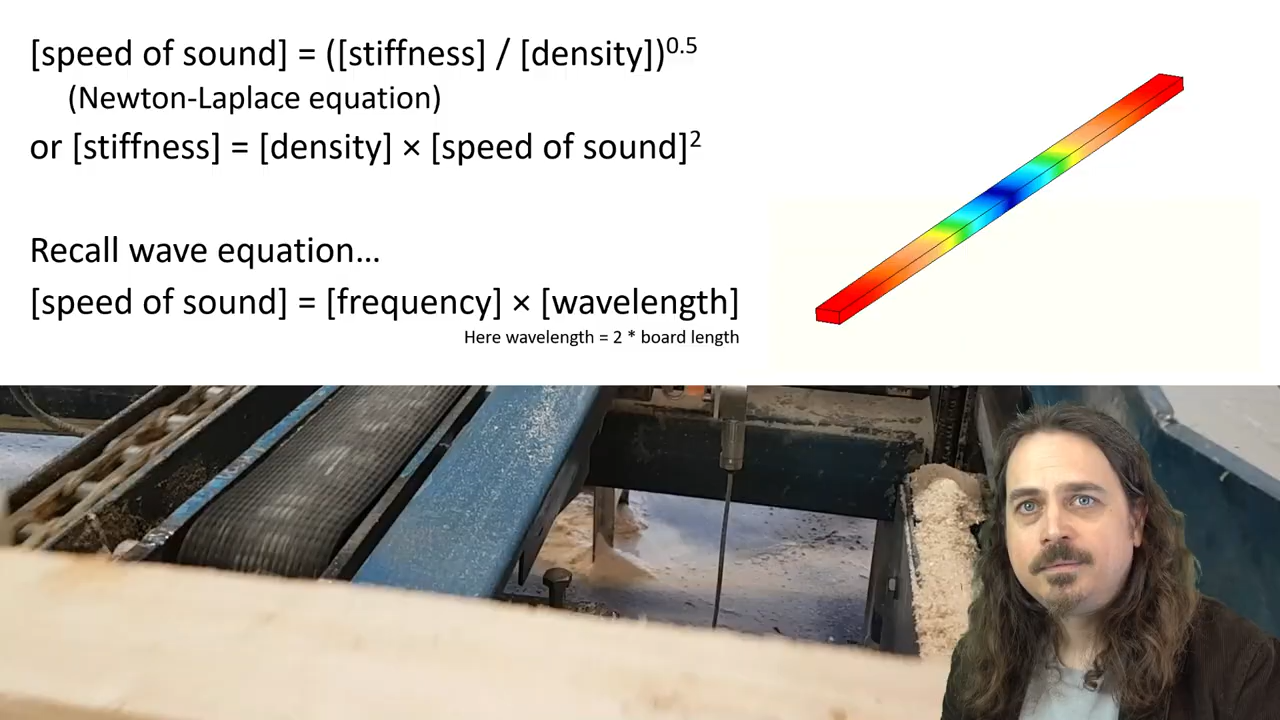 [speed of sound] = ([stiffness] / [density])^0.5
(Newton-Laplace equation)
or [stiffness] = [density] × [speed of sound]^2
Recall wave equation…
[speed of sound] = [frequency] × [wavelength]
Here wavelength = 2 * board length